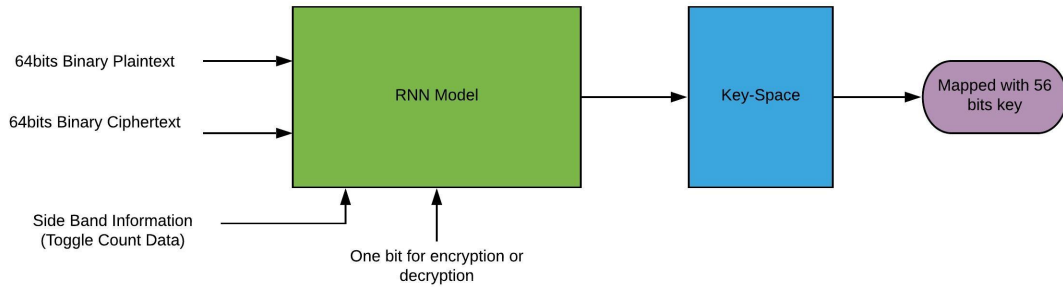 64bits Binary Plaintext
64bits Binary Ciphertext
Side Band Information
(Toggle Count Data)
RNN Model
One bit for encryption or
decryption
Key-Space
Mapped with 56
bits key